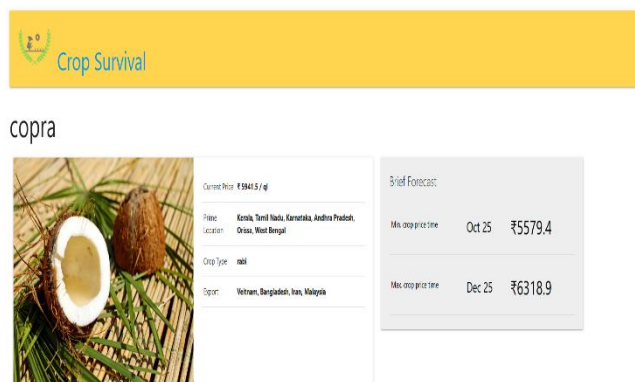 Crop Survival
copra
Current Price ₹ 5941.5 / ql
Prime Location Kerala, Tamil Nadu, Karnataka, Andhra Pradesh, Orissa, West Bengal
Crop Type rabi
Export Veitnam, Bangladesh, Iran, Malaysia
Brief Forecast
Min. crop price time Oct 25 ₹5579.4
Max. crop price time Dec 25 ₹6318.9